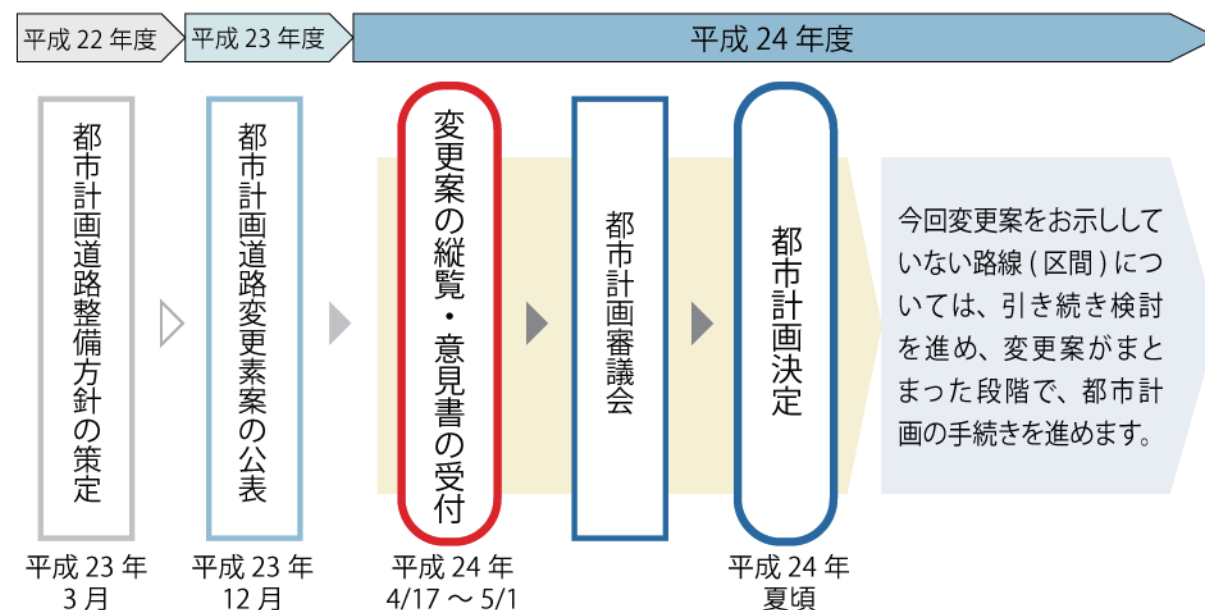 平成 22 年度
平成 23 年度
平成 24 年度
都市計画道路整備方針の策定
都市計画道路変更素案の公表
変更案の縦覧・意見書の受付
都市計画審議会
都市計画決定
今回変更案をお示しして
いない路線 ( 区間 ) につ
いては、引き続き検討
を進め、変更案がまと
まった段階で、都市計
画の手続きを進めます。
平成 23 年
3 月
平成 23 年
12 月
平成 24 年
4/17 ～ 5/1
平成 24 年
夏頃